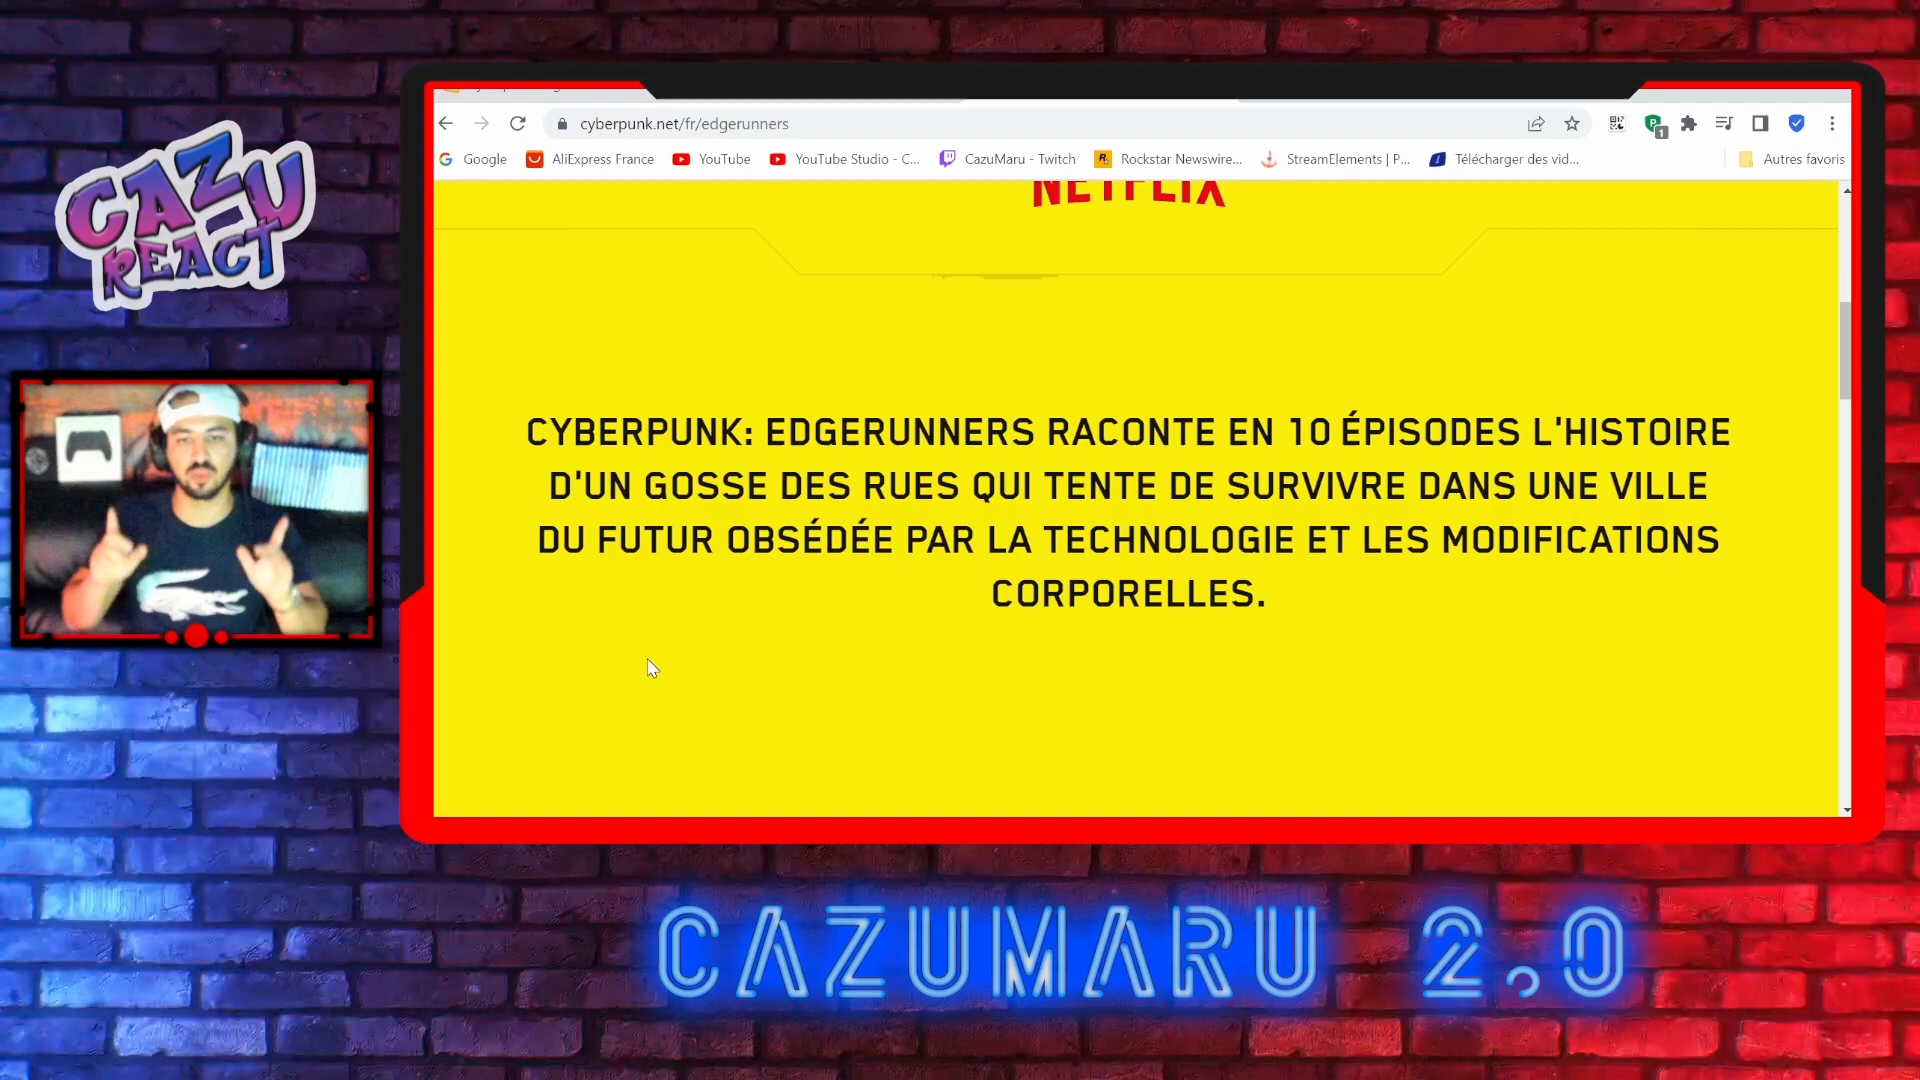 CAZU
REACT
cyberpunk.net/fr/edgerunners
1
Google
AliExpress France
YouTube
YouTube Studio - C...
CazuMaru - Twitch
Rockstar Newswire...
StreamElements | P...
Télécharger des vid...
Autres favoris
NETFLIX
CYBERPUNK: EDGERUNNERS RACONTE EN 10 ÉPISODES L'HISTOIRE
D'UN GOSSE DES RUES QUI TENTE DE SURVIVRE DANS UNE VILLE
DU FUTUR OBSÉDÉE PAR LA TECHNOLOGIE ET LES MODIFICATIONS
CORPORELLES.
CAZUMARU 2.0